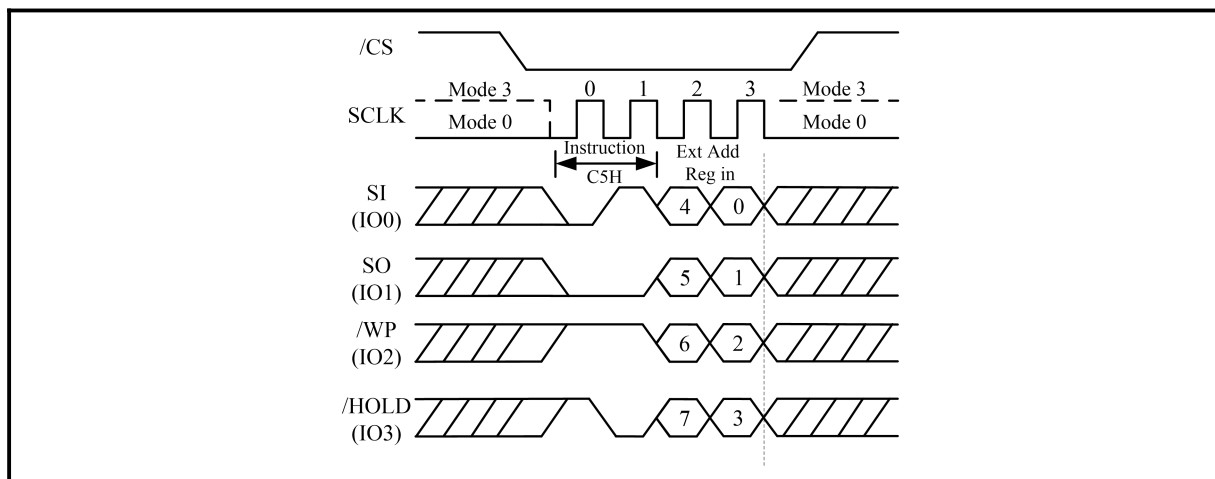 /CS
0 1 2 3
Mode 3 Mode 3
SCLK
Mode 0 Mode 0
Instruction Ext Add
C5H Reg in
SI
(IO0)
4 0
SO
(IO1)
5 1
/WP
(IO2)
6 2
/HOLD
(IO3)
7 3